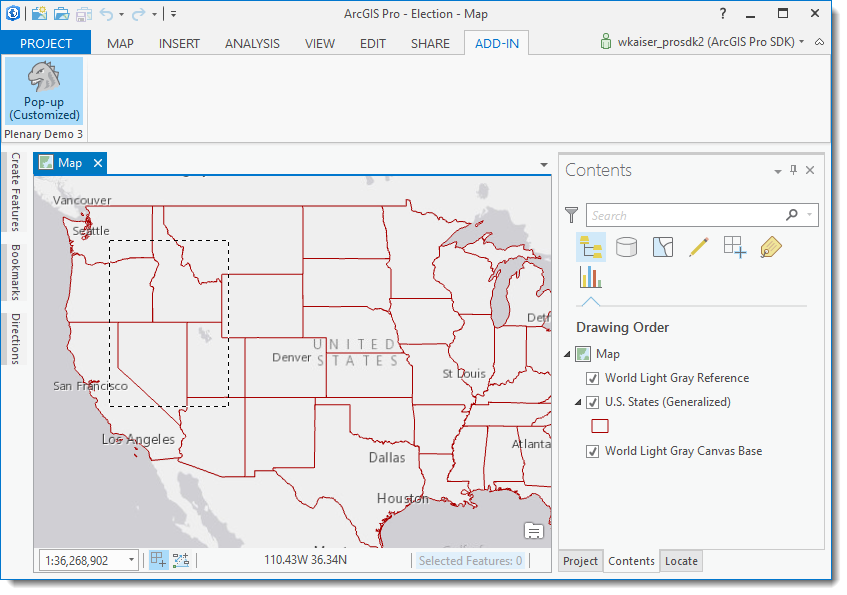 ArcGIS Pro - Election - Map
?
PROJECT
MAP
INSERT
ANALYSIS
VIEW
EDIT
SHARE
ADD-IN
wkaiser_prosdk2 (ArcGIS Pro SDK)
Pop-up
(Customized)
Plenary Demo 3
Create Features
Bookmarks
Directions
Map
Vancouver
Seattle
UNITED
STATES
Denver
Detr
St Louis
San Francisco
Los Angeles
Atlanta
Dallas
Houston
1:36,268,902
110.43W 36.34N
Selected Features: 0
Contents
Search
Drawing Order
Map
World Light Gray Reference
U.S. States (Generalized)
World Light Gray Canvas Base
Project
Contents
Locate